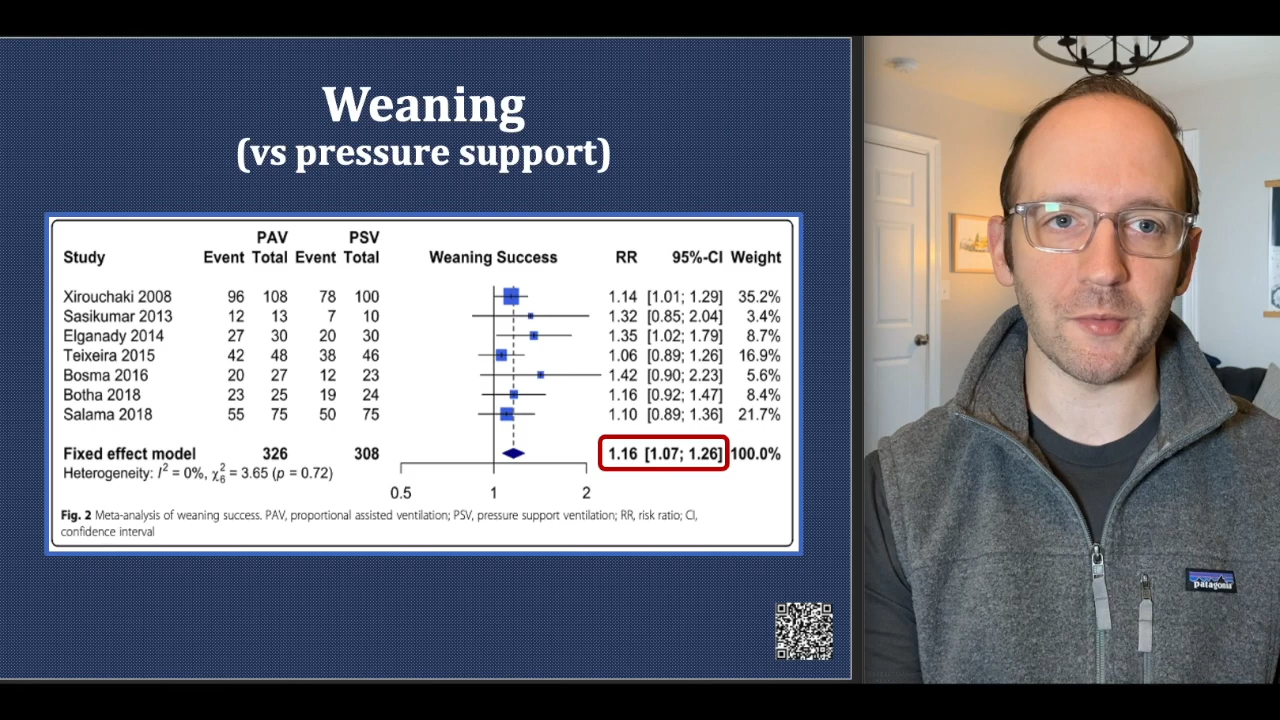 Weaning
(vs pressure support)
PAV PSV
Study Event Total Event Total Weaning Success RR 95%-CI Weight
Xirouchaki 2008 96 108 78 100 1.14 [1.01; 1.29] 35.2%
Sasikumar 2013 12 13 7 10 1.32 [0.85; 2.04] 3.4%
Elganady 2014 27 30 20 30 1.35 [1.02; 1.79] 8.7%
Teixeira 2015 42 48 38 46 1.06 [0.89; 1.26] 16.9%
Bosma 2016 20 27 12 23 1.42 [0.90; 2.23] 5.6%
Botha 2018 23 25 19 24 1.16 [0.92; 1.47] 8.4%
Salama 2018 55 75 50 75 1.10 [0.89; 1.36] 21.7%
Fixed effect model 326 308 1.16 [1.07; 1.26] 100.0%
Heterogeneity: I² = 0%, χ²₆ = 3.65 (p = 0.72)
0.5 1 2
Fig. 2 Meta-analysis of weaning success. PAV, proportional assisted ventilation; PSV, pressure support ventilation; RR, risk ratio; CI,
confidence interval
patagonia